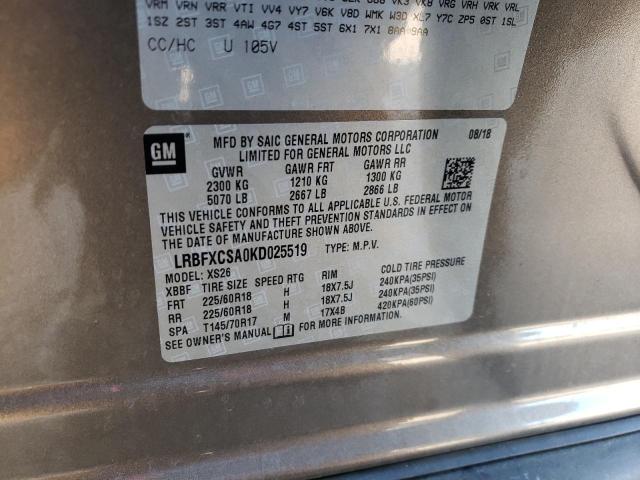 VRM VRN VRR VTI VV4 VY7 V6K V8D WMK W3D XL7 Y7C ZP5 0ST 1SL
1SZ 2ST 3ST 4AW 4G7 4ST 5ST 6X1 7X1 8AA 9AA
CC/HC U 105V
GM
MFD BY SAIC GENERAL MOTORS CORPORATION 08/18
LIMITED FOR GENERAL MOTORS LLC
GVWR GAWR FRT GAWR RR
2300 KG 1210 KG 1300 KG
5070 LB 2667 LB 2866 LB
THIS VEHICLE CONFORMS TO ALL APPLICABLE U.S. FEDERAL MOTOR
VEHICLE SAFETY AND THEFT PREVENTION STANDARDS IN EFFECT ON
THE DATE OF MANUFACTURE SHOWN ABOVE.
LRBFXCSA0KD025519 TYPE: M.P.V.
MODEL: XS26
XBBF TIRE SIZE SPEED RTG RIM COLD TIRE PRESSURE
FRT 225/60R18 H 18X7.5J 240KPA(35PSI)
RR 225/60R18 H 18X7.5J 240KPA(35PSI)
SPA T145/70R17 M 17X4B 420KPA(60PSI)
SEE OWNER'S MANUAL FOR ADDITIONAL INFORMATION